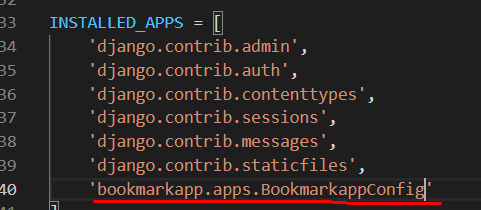 33 INSTALLED_APPS = [
34 'django.contrib.admin',
35 'django.contrib.auth',
36 'django.contrib.contenttypes',
37 'django.contrib.sessions',
38 'django.contrib.messages',
39 'django.contrib.staticfiles',
40 'bookmarkapp.apps.BookmarkappConfig'
41 ]